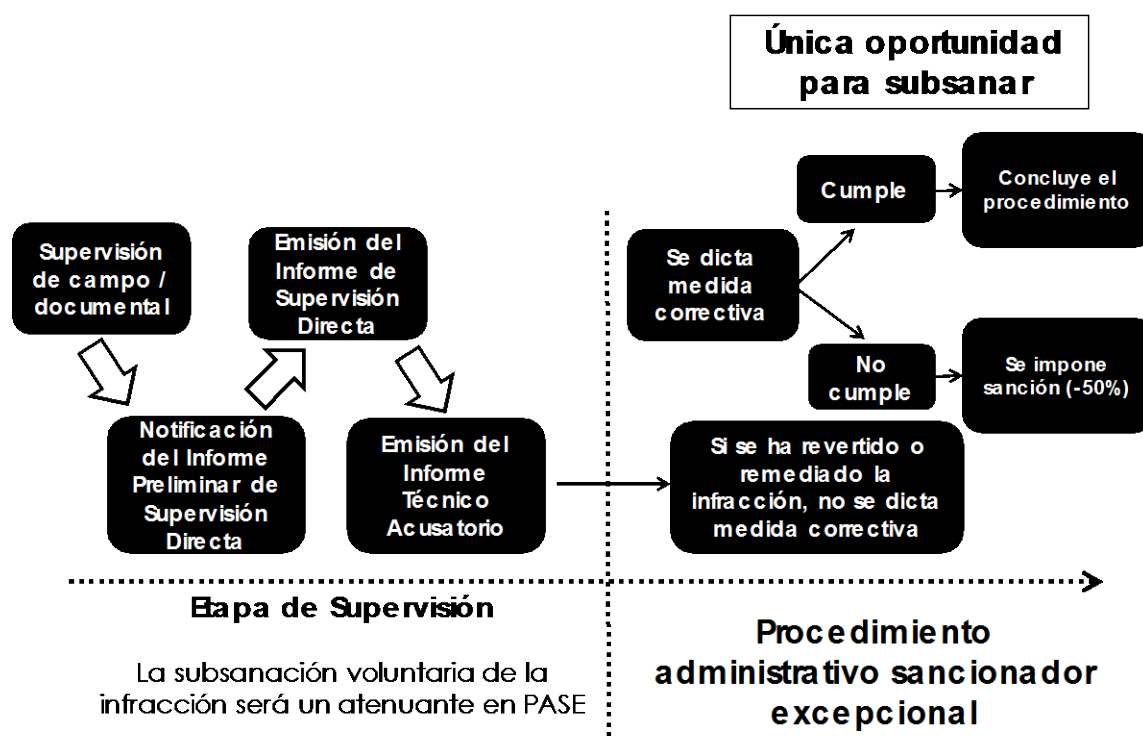 Única oportunidad
para subsanar
Cumple
Concluye el
procedimiento
Supervisión
de campo /
documental
Emisión del
Informe de
Supervisión
Directa
Se dicta
medida
correctiva
No
cumple
Se impone
sanción (-50%)
Notificación
del Informe
Preliminar de
Supervisión
Directa
Emisión del
Informe
Técnico
Acusatorio
Si se ha revertido o
remediado la
infracción, no se dicta
medida correctiva
Etapa de Supervisión
La subsanación voluntaria de la
infracción será un atenuante en PASE
Procedimiento
administrativo sancionador
excepcional